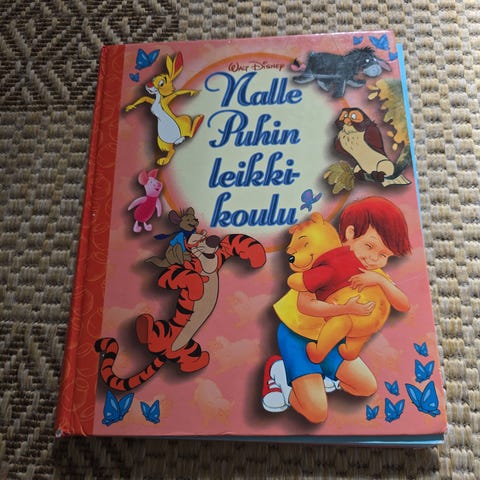 Walt Disney
Nalle
Puhin
leikki-
koulu